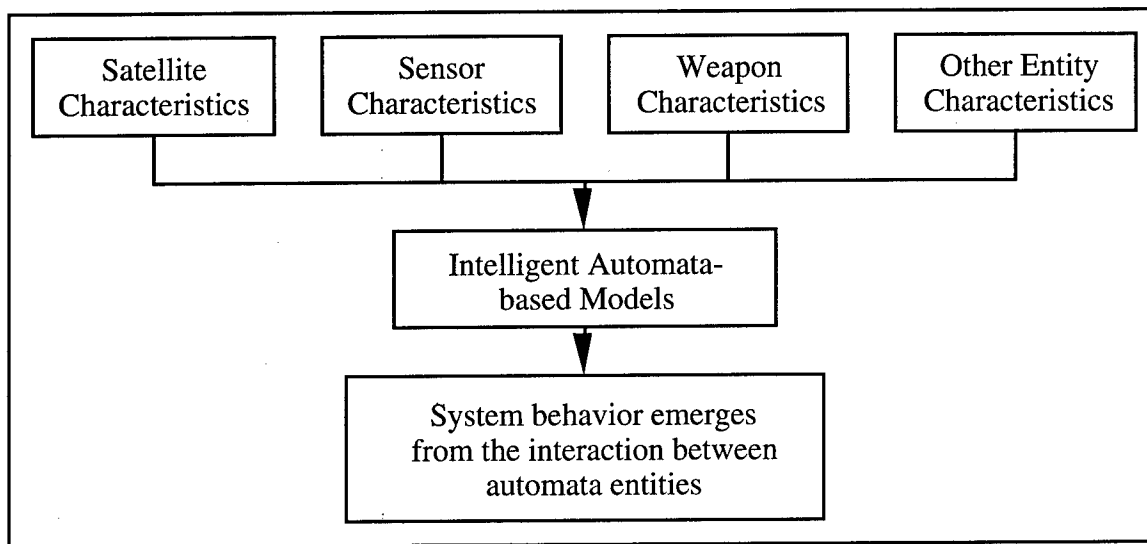 Satellite
Characteristics
Sensor
Characteristics
Weapon
Characteristics
Other Entity
Characteristics
Intelligent Automata-
based Models
System behavior emerges
from the interaction between
automata entities